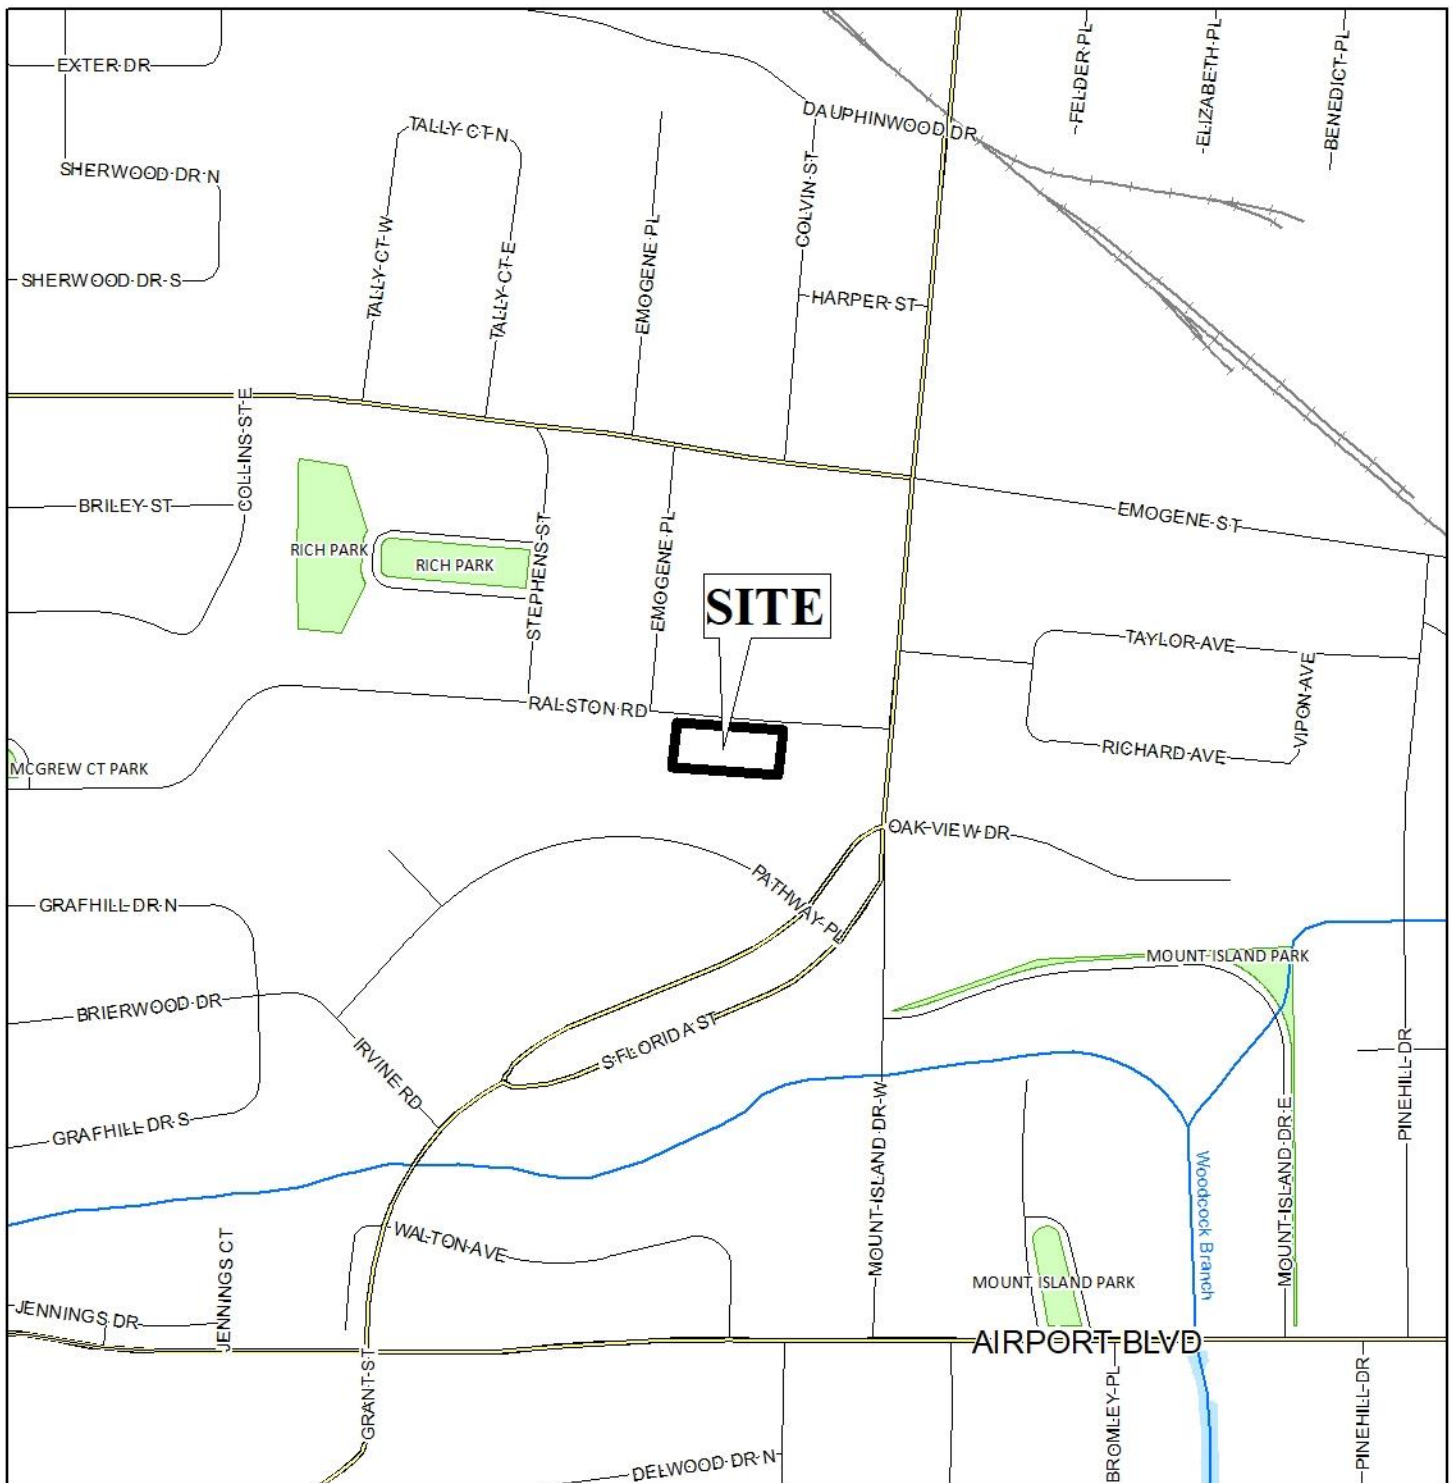 EXTER DR
FELDER PL
ELIZABETH PL
BENEDICT PL
DAUPHINWOOD DR
TALLY CT N
SHERWOOD DR N
COLVIN ST
TALLY CT W
TALLY CT E
EMOGENE PL
SHERWOOD DR S
HARPER ST
COLLINS ST E
BRILEY ST
EMOGENE ST
RICH PARK
RICH PARK
STEPHENS ST
EMOGENE PL
SITE
TAYLOR AVE
VIPON AVE
RALSTON RD
RICHARD AVE
MCGREW CT PARK
OAK VIEW DR
PATHWAY PL
GRAFHILL DR N
MOUNT ISLAND PARK
BRIERWOOD DR
S FLORIDA ST
IRVINE RD
PINEHILL DR
GRAFHILL DR S
MOUNT ISLAND DR W
MOUNT ISLAND DR E
Woodcock Branch
WALTON AVE
JENNINGS CT
MOUNT ISLAND PARK
JENNINGS DR
AIRPORT BLVD
GRANT ST
BROMLEY PL
PINEHILL DR
DELWOOD DR N